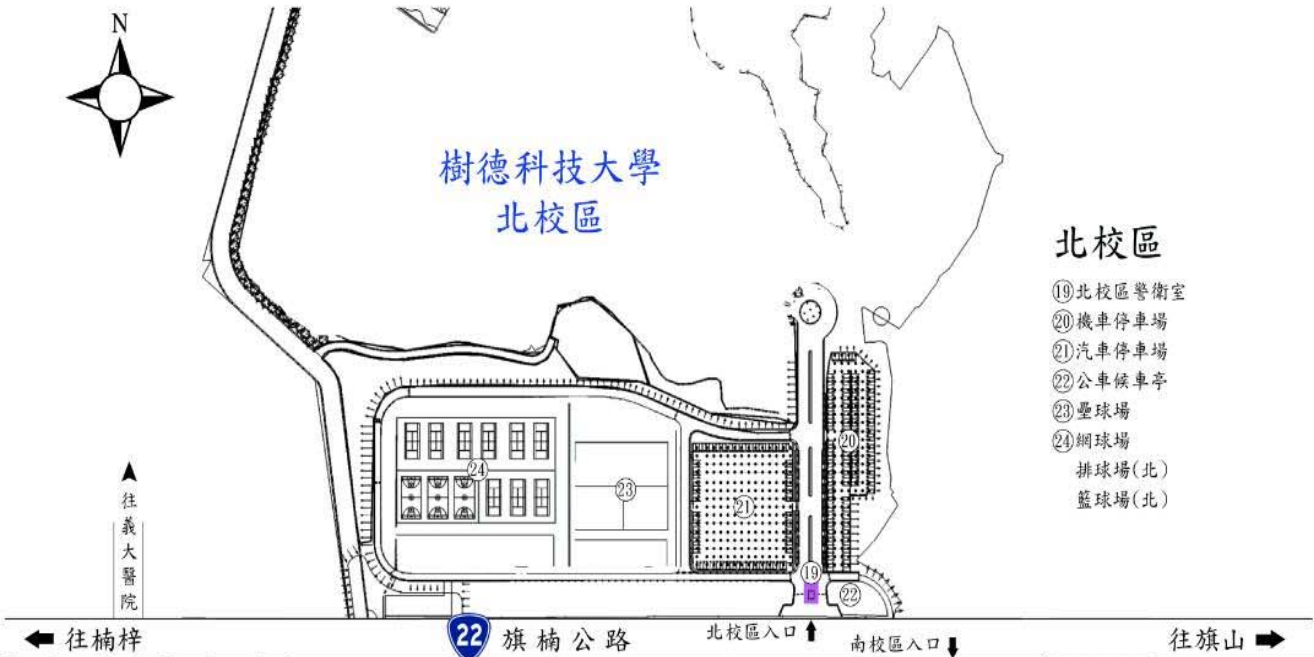 N
樹德科技大學
北校區
北校區
⑲北校區警衛室
⑳機車停車場
㉑汽車停車場
㉒公車候車亭
㉓壘球場
㉔網球場
排球場(北)
籃球場(北)
⑳
㉔
㉓
㉑
⑲
㉒
往義大醫院
往楠梓
22 旗楠公路
北校區入口
南校區入口
往旗山